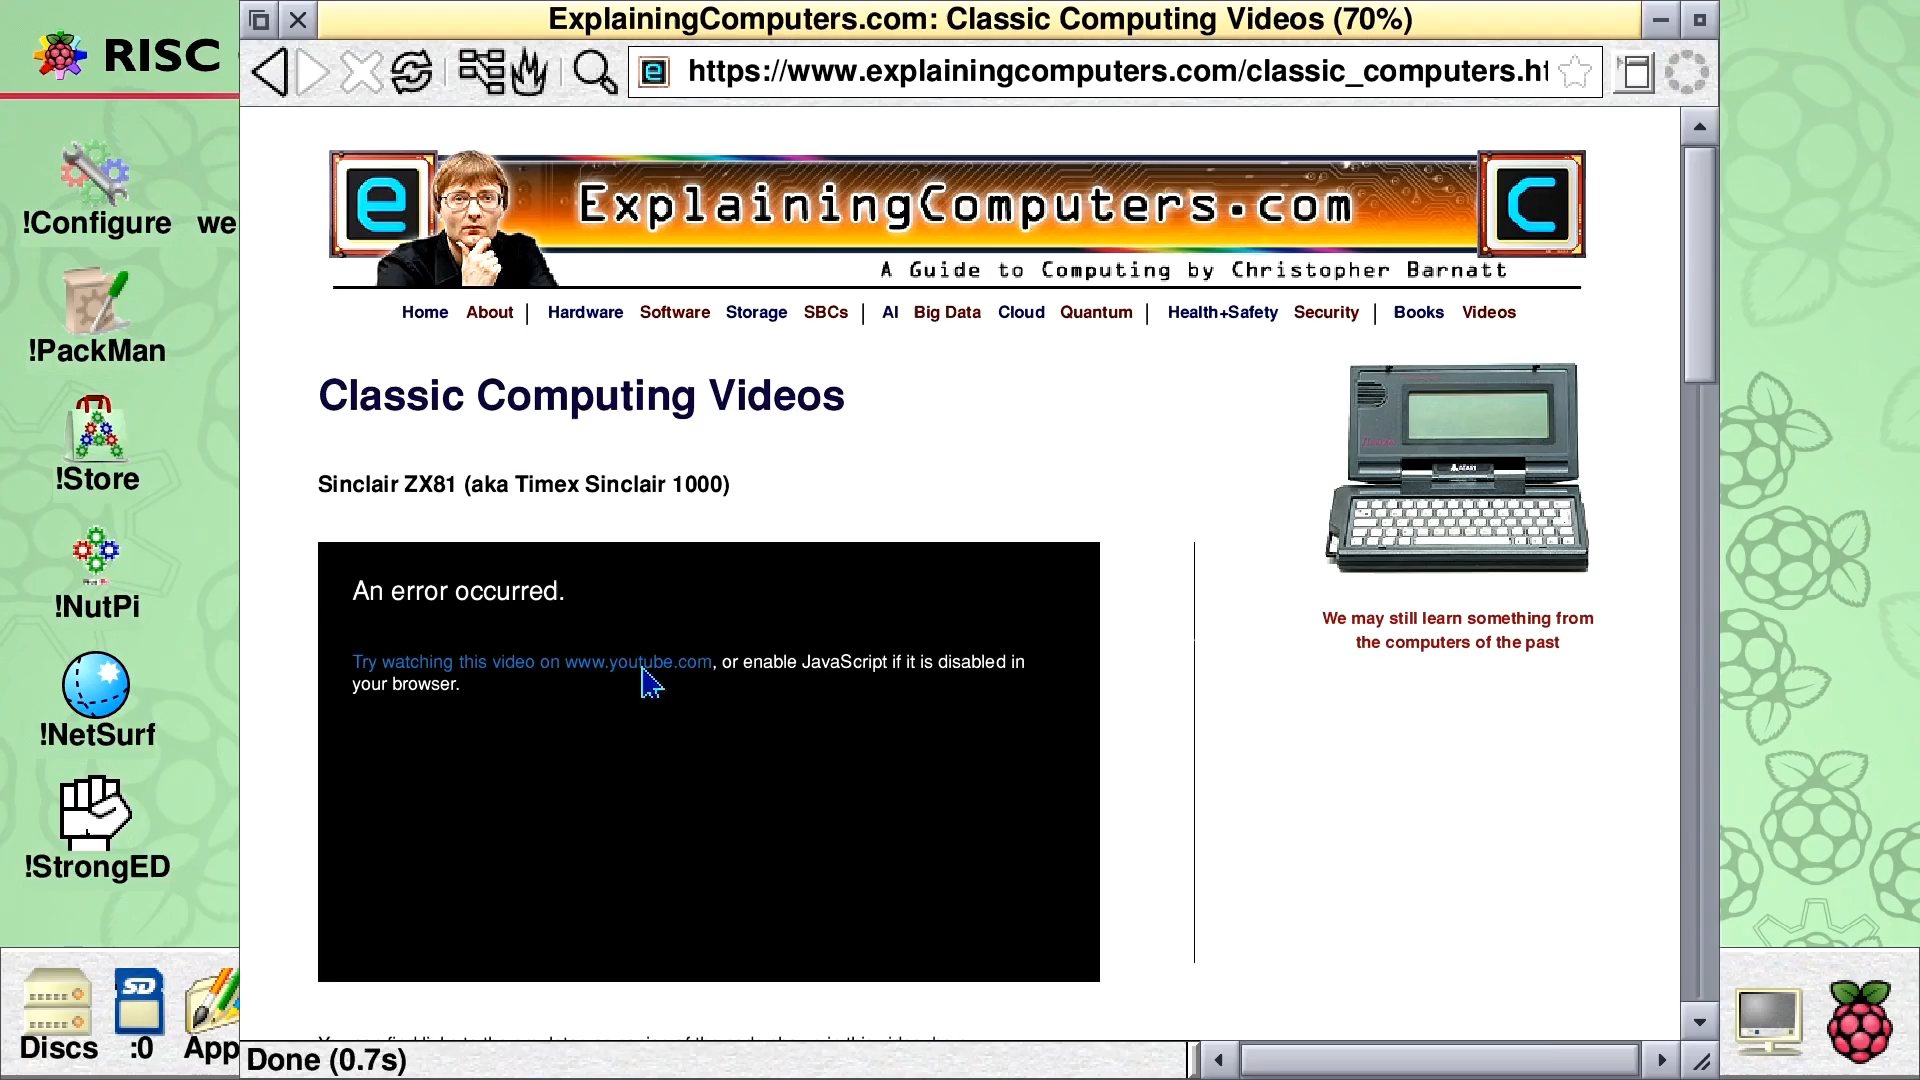 ExplainingComputers.com: Classic Computing Videos (70%)
RISC
https://www.explainingcomputers.com/classic_computers.ht
!Configure
we
!PackMan
!Store
!NutPi
!NetSurf
!StrongED
e
ExplainingComputers.com
C
A Guide to Computing by Christopher Barnatt
Home About | Hardware Software Storage SBCs | AI Big Data Cloud Quantum | Health+Safety Security | Books Videos
Classic Computing Videos
Sinclair ZX81 (aka Timex Sinclair 1000)
An error occurred.
Try watching this video on www.youtube.com, or enable JavaScript if it is disabled in
your browser.
ATARI
We may still learn something from
the computers of the past
SD
Discs
:0
App
Done (0.7s)